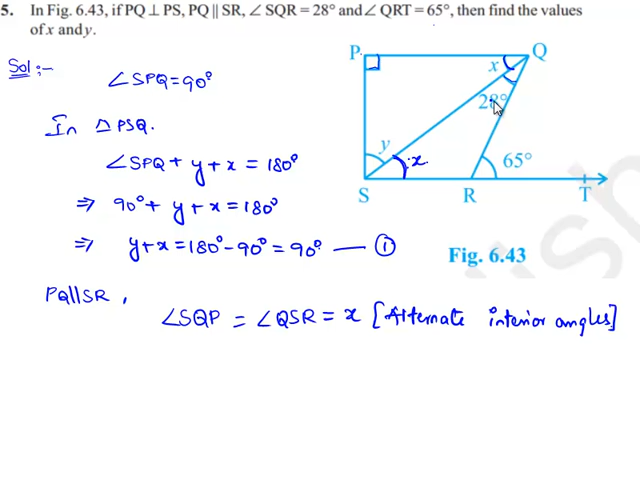 5. In Fig. 6.43, if PQ ⊥ PS, PQ || SR, ∠ SQR = 28° and ∠ QRT = 65°, then find the values of x and y.
Sol :-
∠SPQ = 90°
In △PSQ.
∠SPQ + y + x = 180°
⇒ 90° + y + x = 180°
⇒ y + x = 180° - 90° = 90° — ①
PQ || SR ,
∠SQP = ∠QSR = x [Alternate interior angles]
P
Q
x
28°
y
x
65°
S
R
T
Fig. 6.43